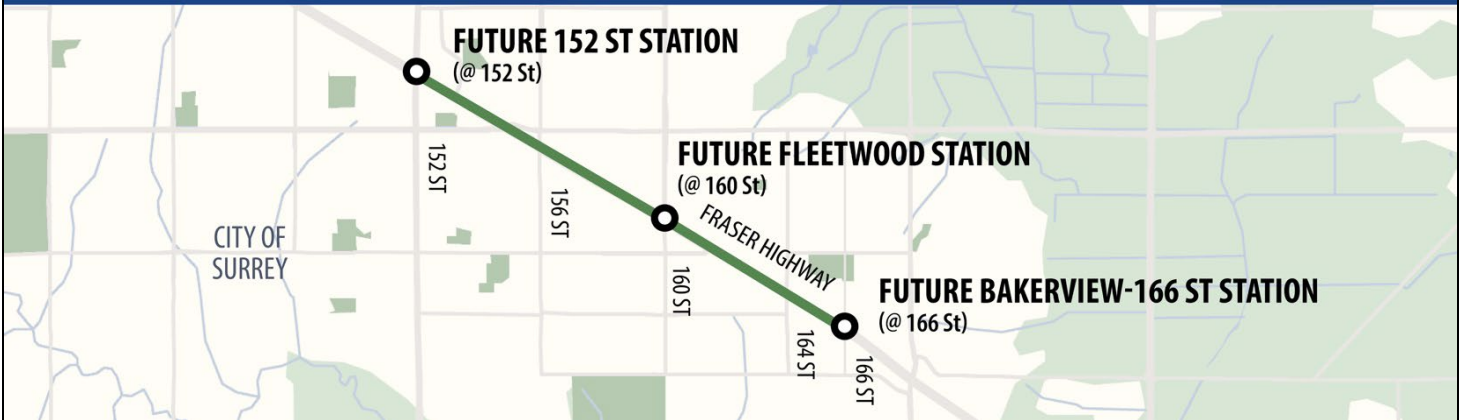 FUTURE 152 ST STATION
(@ 152 St)
152 ST
FUTURE FLEETWOOD STATION
(@ 160 St)
156 ST
FRASER HIGHWAY
CITY OF
SURREY
160 ST
FUTURE BAKERVIEW-166 ST STATION
(@ 166 St)
164 ST
166 ST